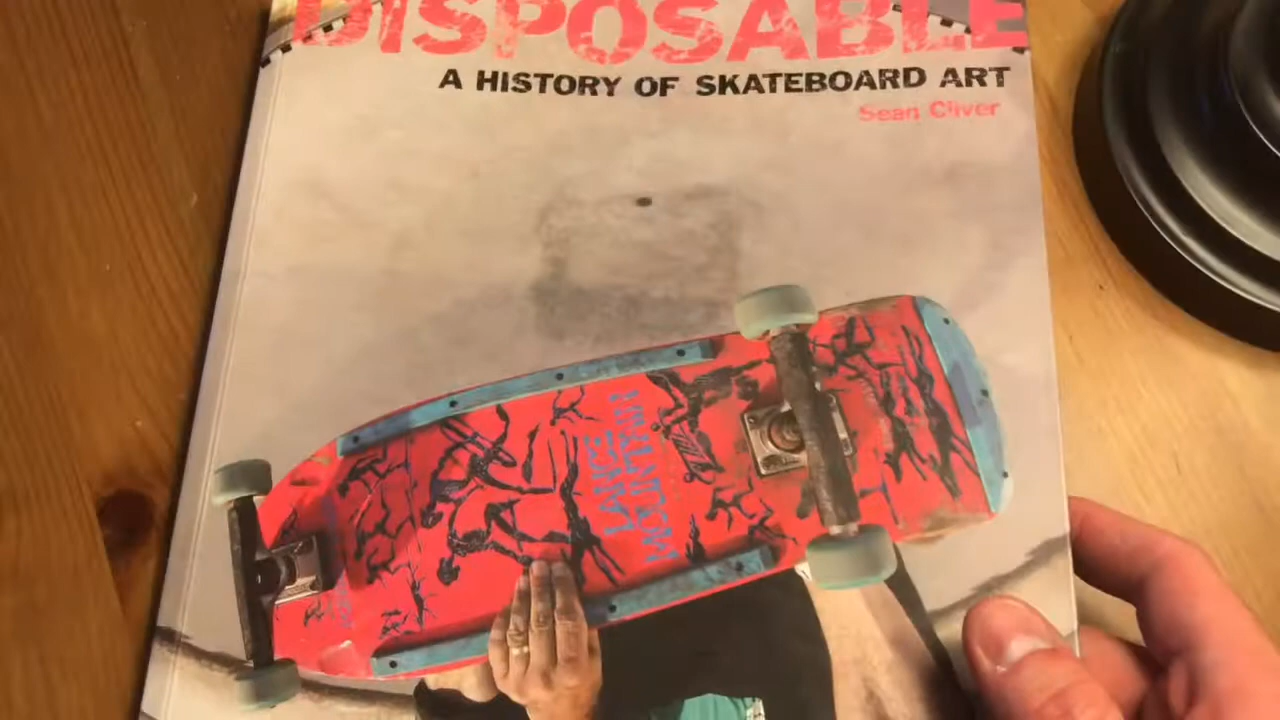 DISPOSABLE
A HISTORY OF SKATEBOARD ART
Sean Cliver
LANCE
MOUNTAIN